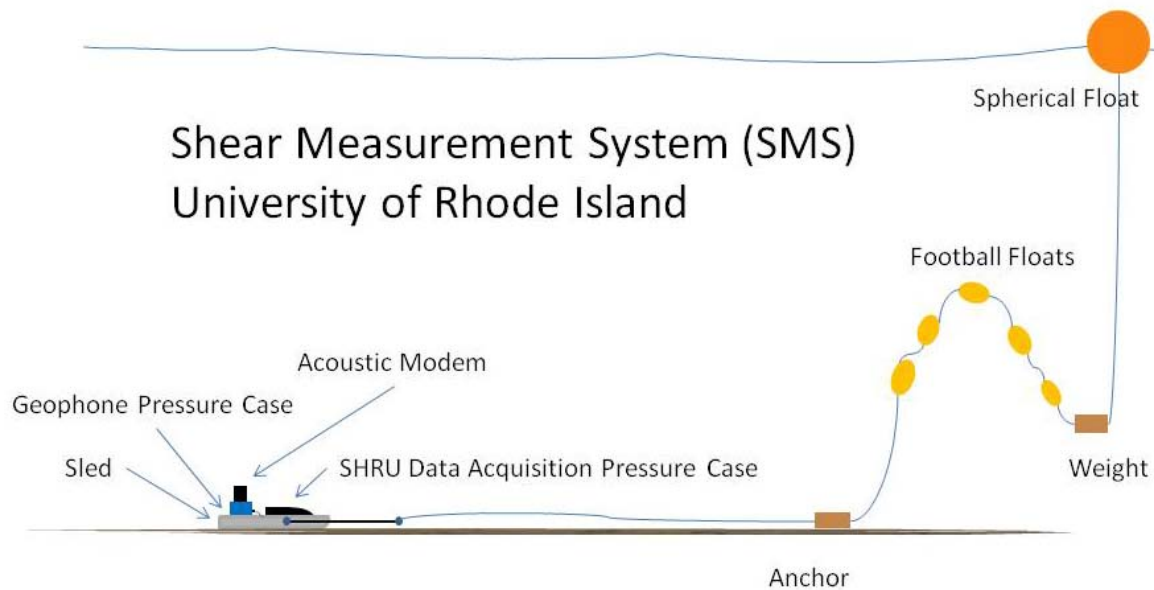 Spherical Float
Shear Measurement System (SMS)
University of Rhode Island
Football Floats
Acoustic Modem
Geophone Pressure Case
Sled
SHRU Data Acquisition Pressure Case
Weight
Anchor